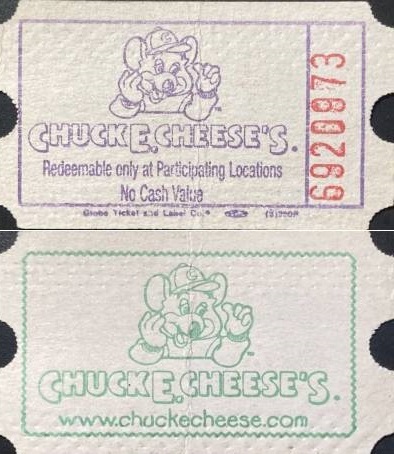 CHUCK E. CHEESE'S.
Redeemable only at Participating Locations
No Cash Value
Globe Ticket and Label Co.®
6920873
CHUCK E. CHEESE'S.
www.chuckecheese.com